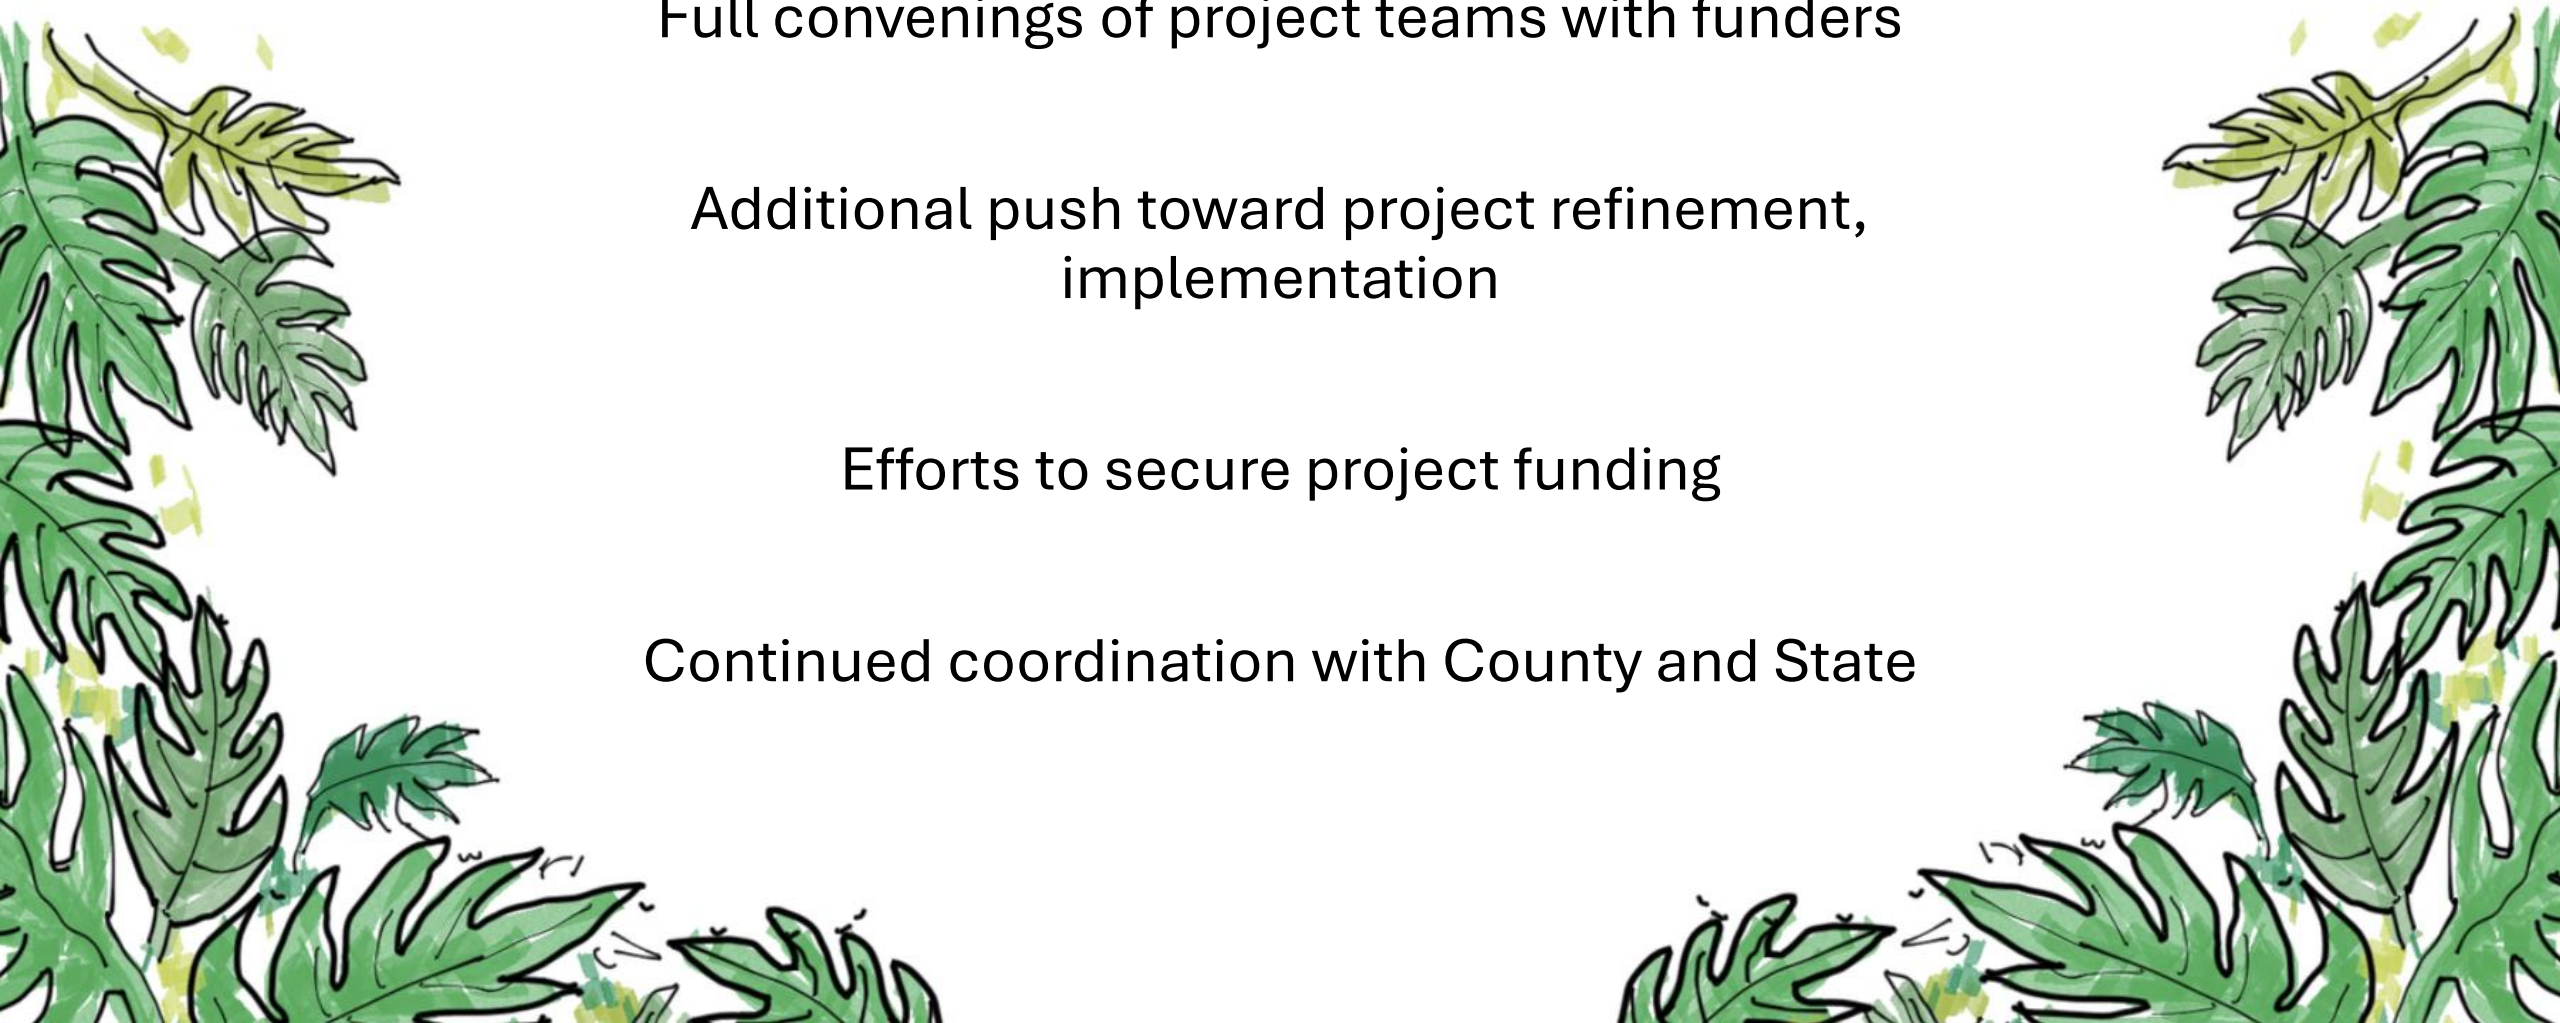 Full convenings of project teams with funders
Additional push toward project refinement,
implementation
Efforts to secure project funding
Continued coordination with County and State